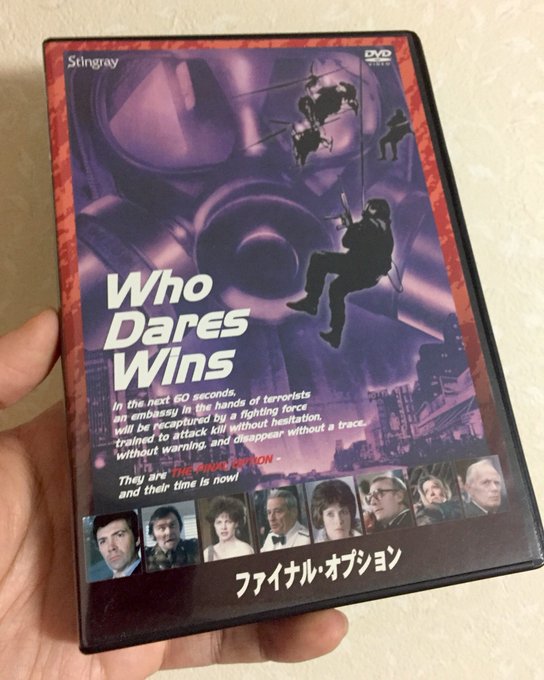 Stingray
DVD
VIDEO
Who
Dares
Wins
In the next 60 seconds,
an embassy in the hands of terrorists
will be recaptured by a fighting force
trained to attack kill without hesitation,
without warning, and disappear without a trace..
They are THE FINAL OPTION -
and their time is now!
ファイナル・オプション